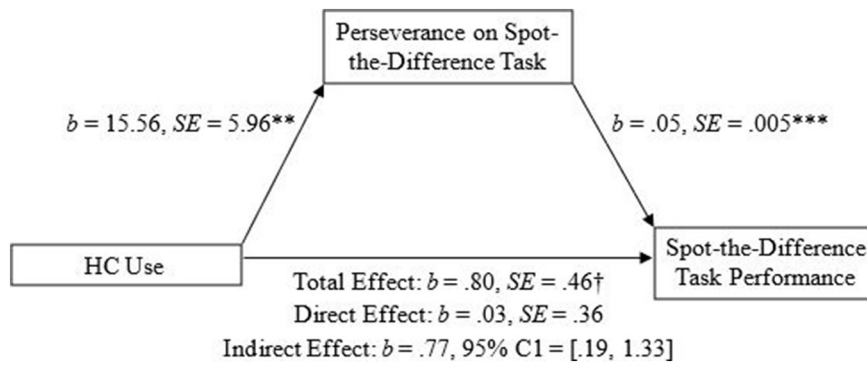 Perseverance on Spot-
the-Difference Task
b = 15.56, SE = 5.96**
b = .05, SE = .005***
HC Use
Spot-the-Difference
Task Performance
Total Effect: b = .80, SE = .46†
Direct Effect: b = .03, SE = .36
Indirect Effect: b = .77, 95% C1 = [.19, 1.33]